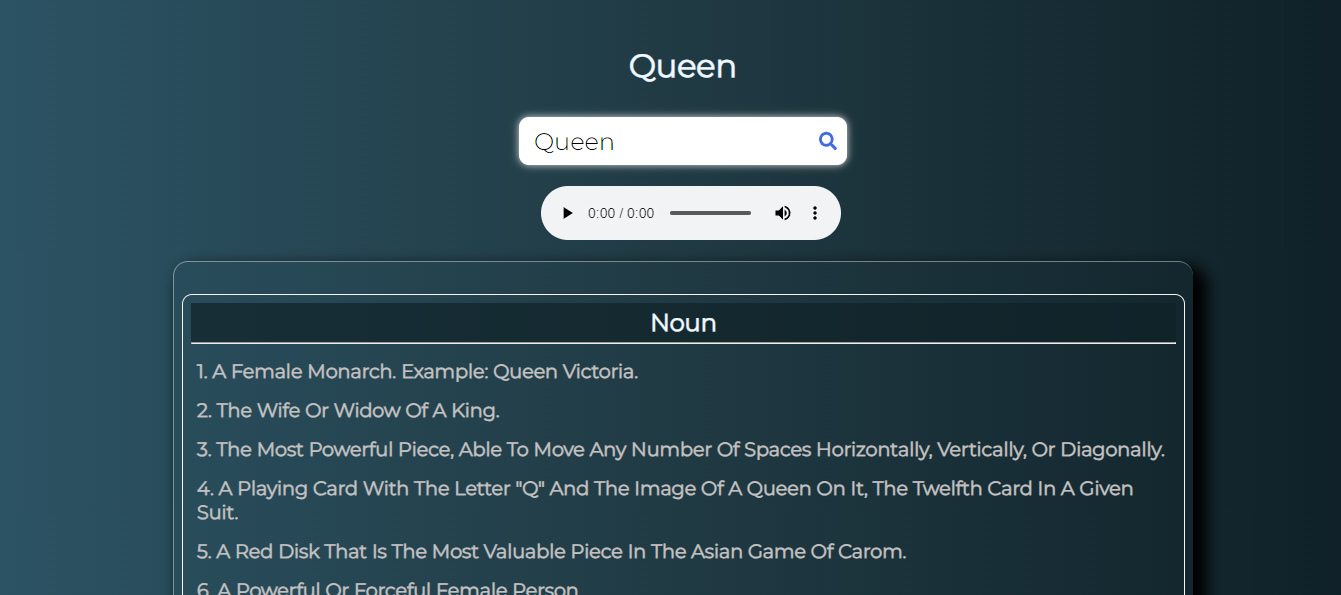 Queen
Queen
0:00 / 0:00
Noun
1. A Female Monarch. Example: Queen Victoria.
2. The Wife Or Widow Of A King.
3. The Most Powerful Piece, Able To Move Any Number Of Spaces Horizontally, Vertically, Or Diagonally.
4. A Playing Card With The Letter "Q" And The Image Of A Queen On It, The Twelfth Card In A Given
Suit.
5. A Red Disk That Is The Most Valuable Piece In The Asian Game Of Carom.
6. A Powerful Or Forceful Female Person